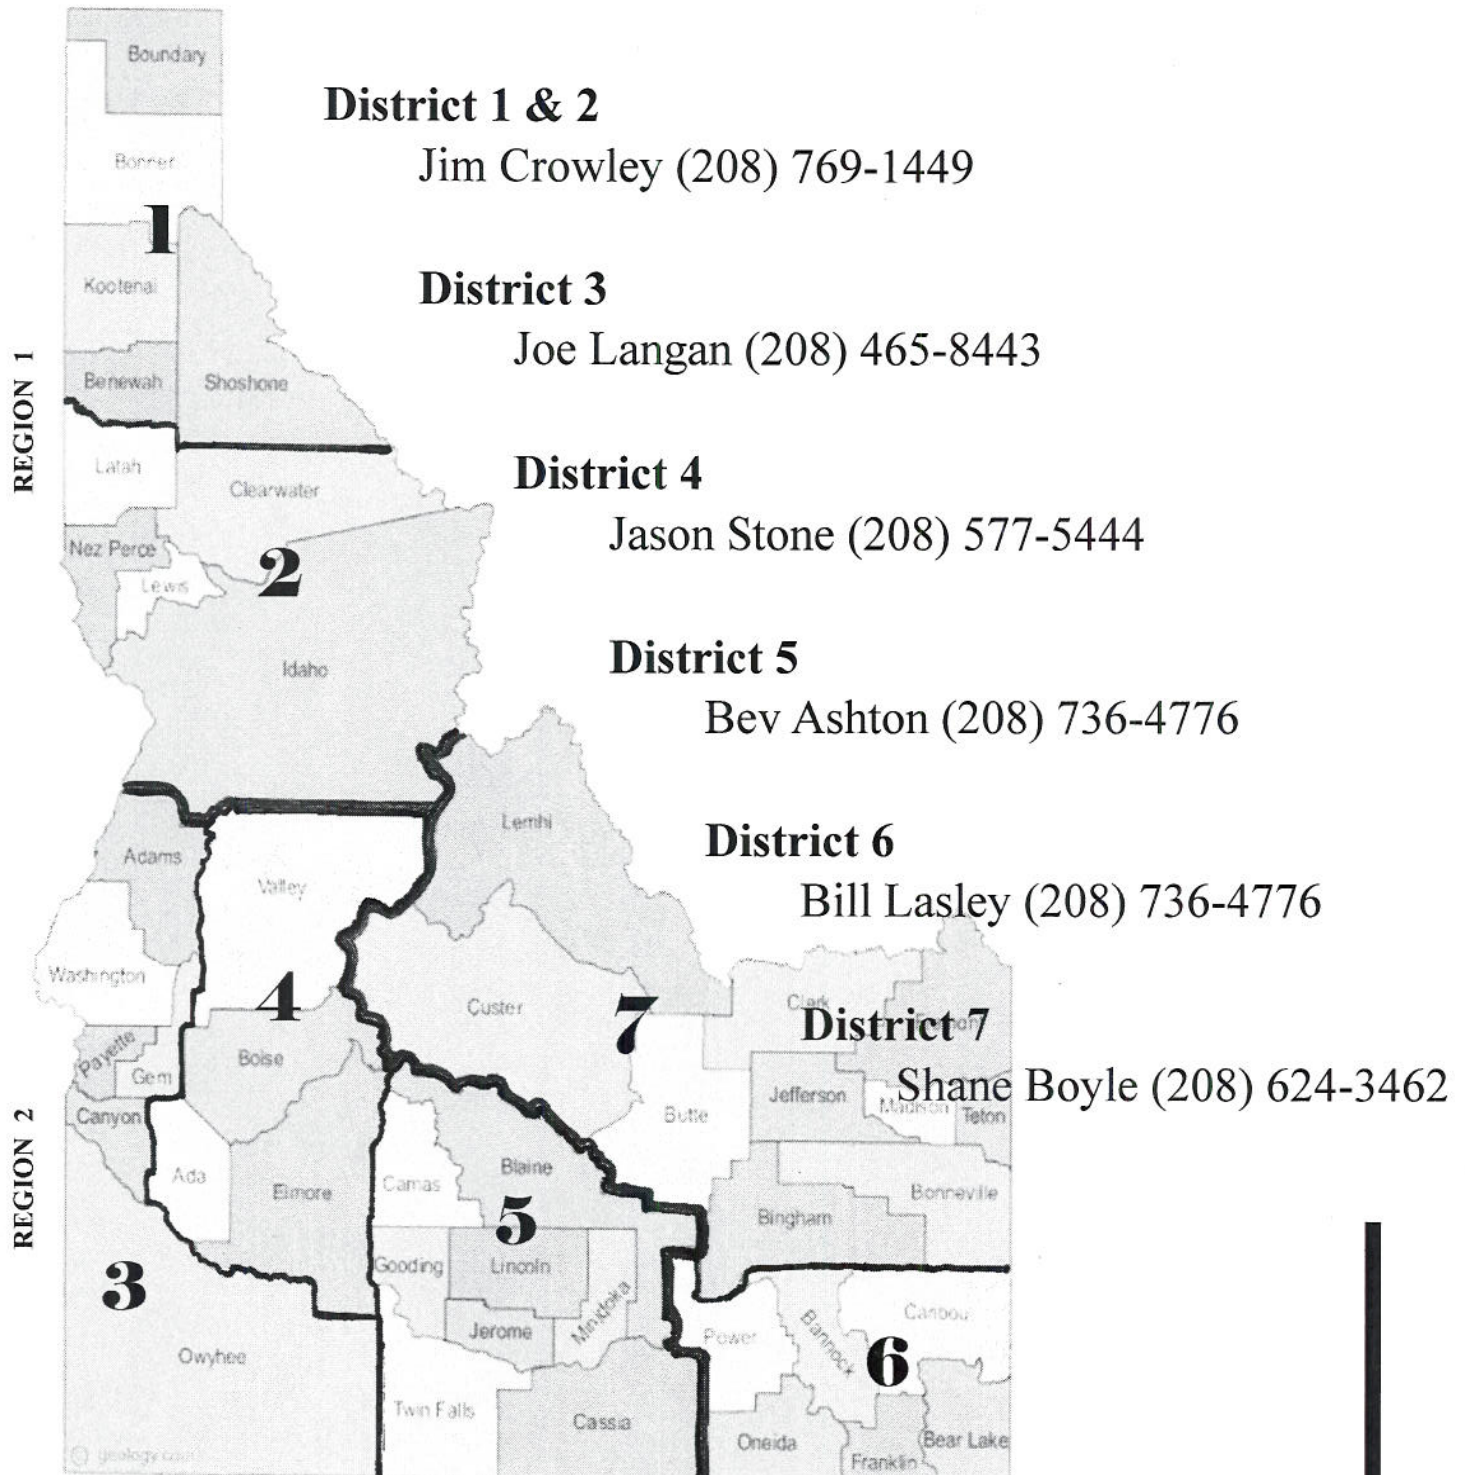 Boundary
Bonner
1
Kootenai
Benewah
Shoshone
REGION 1
Latah
Clearwater
Nez Perce
Lewis
2
Idaho
District 1 & 2
Jim Crowley (208) 769-1449
District 3
Joe Langan (208) 465-8443
District 4
Jason Stone (208) 577-5444
District 5
Bev Ashton (208) 736-4776
District 6
Bill Lasley (208) 736-4776
District 7
Shane Boyle (208) 624-3462
Lemhi
Adams
Valley
Washington
4
Custer
7
Clark
Fremont
Payette
Gem
Boise
Canyon
Butte
Jefferson
Madison
Teton
REGION 2
Ada
Elmore
Camas
Blaine
5
Bonneville
Bingham
3
Gooding
Lincoln
Minidoka
Jerome
Power
Bannock
Caribou
6
Owyhee
Twin Falls
Cassia
Oneida
Franklin
Bear Lake
geology.com